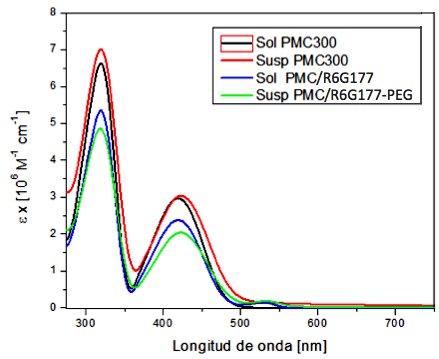 8
7
6
5
4
3
2
1
0
ε x [10⁶ M⁻¹ cm⁻¹]
Sol PMC300
Susp PMC300
Sol PMC/R6G177
Susp PMC/R6G177-PEG
300 400 500 600 700
Longitud de onda [nm]